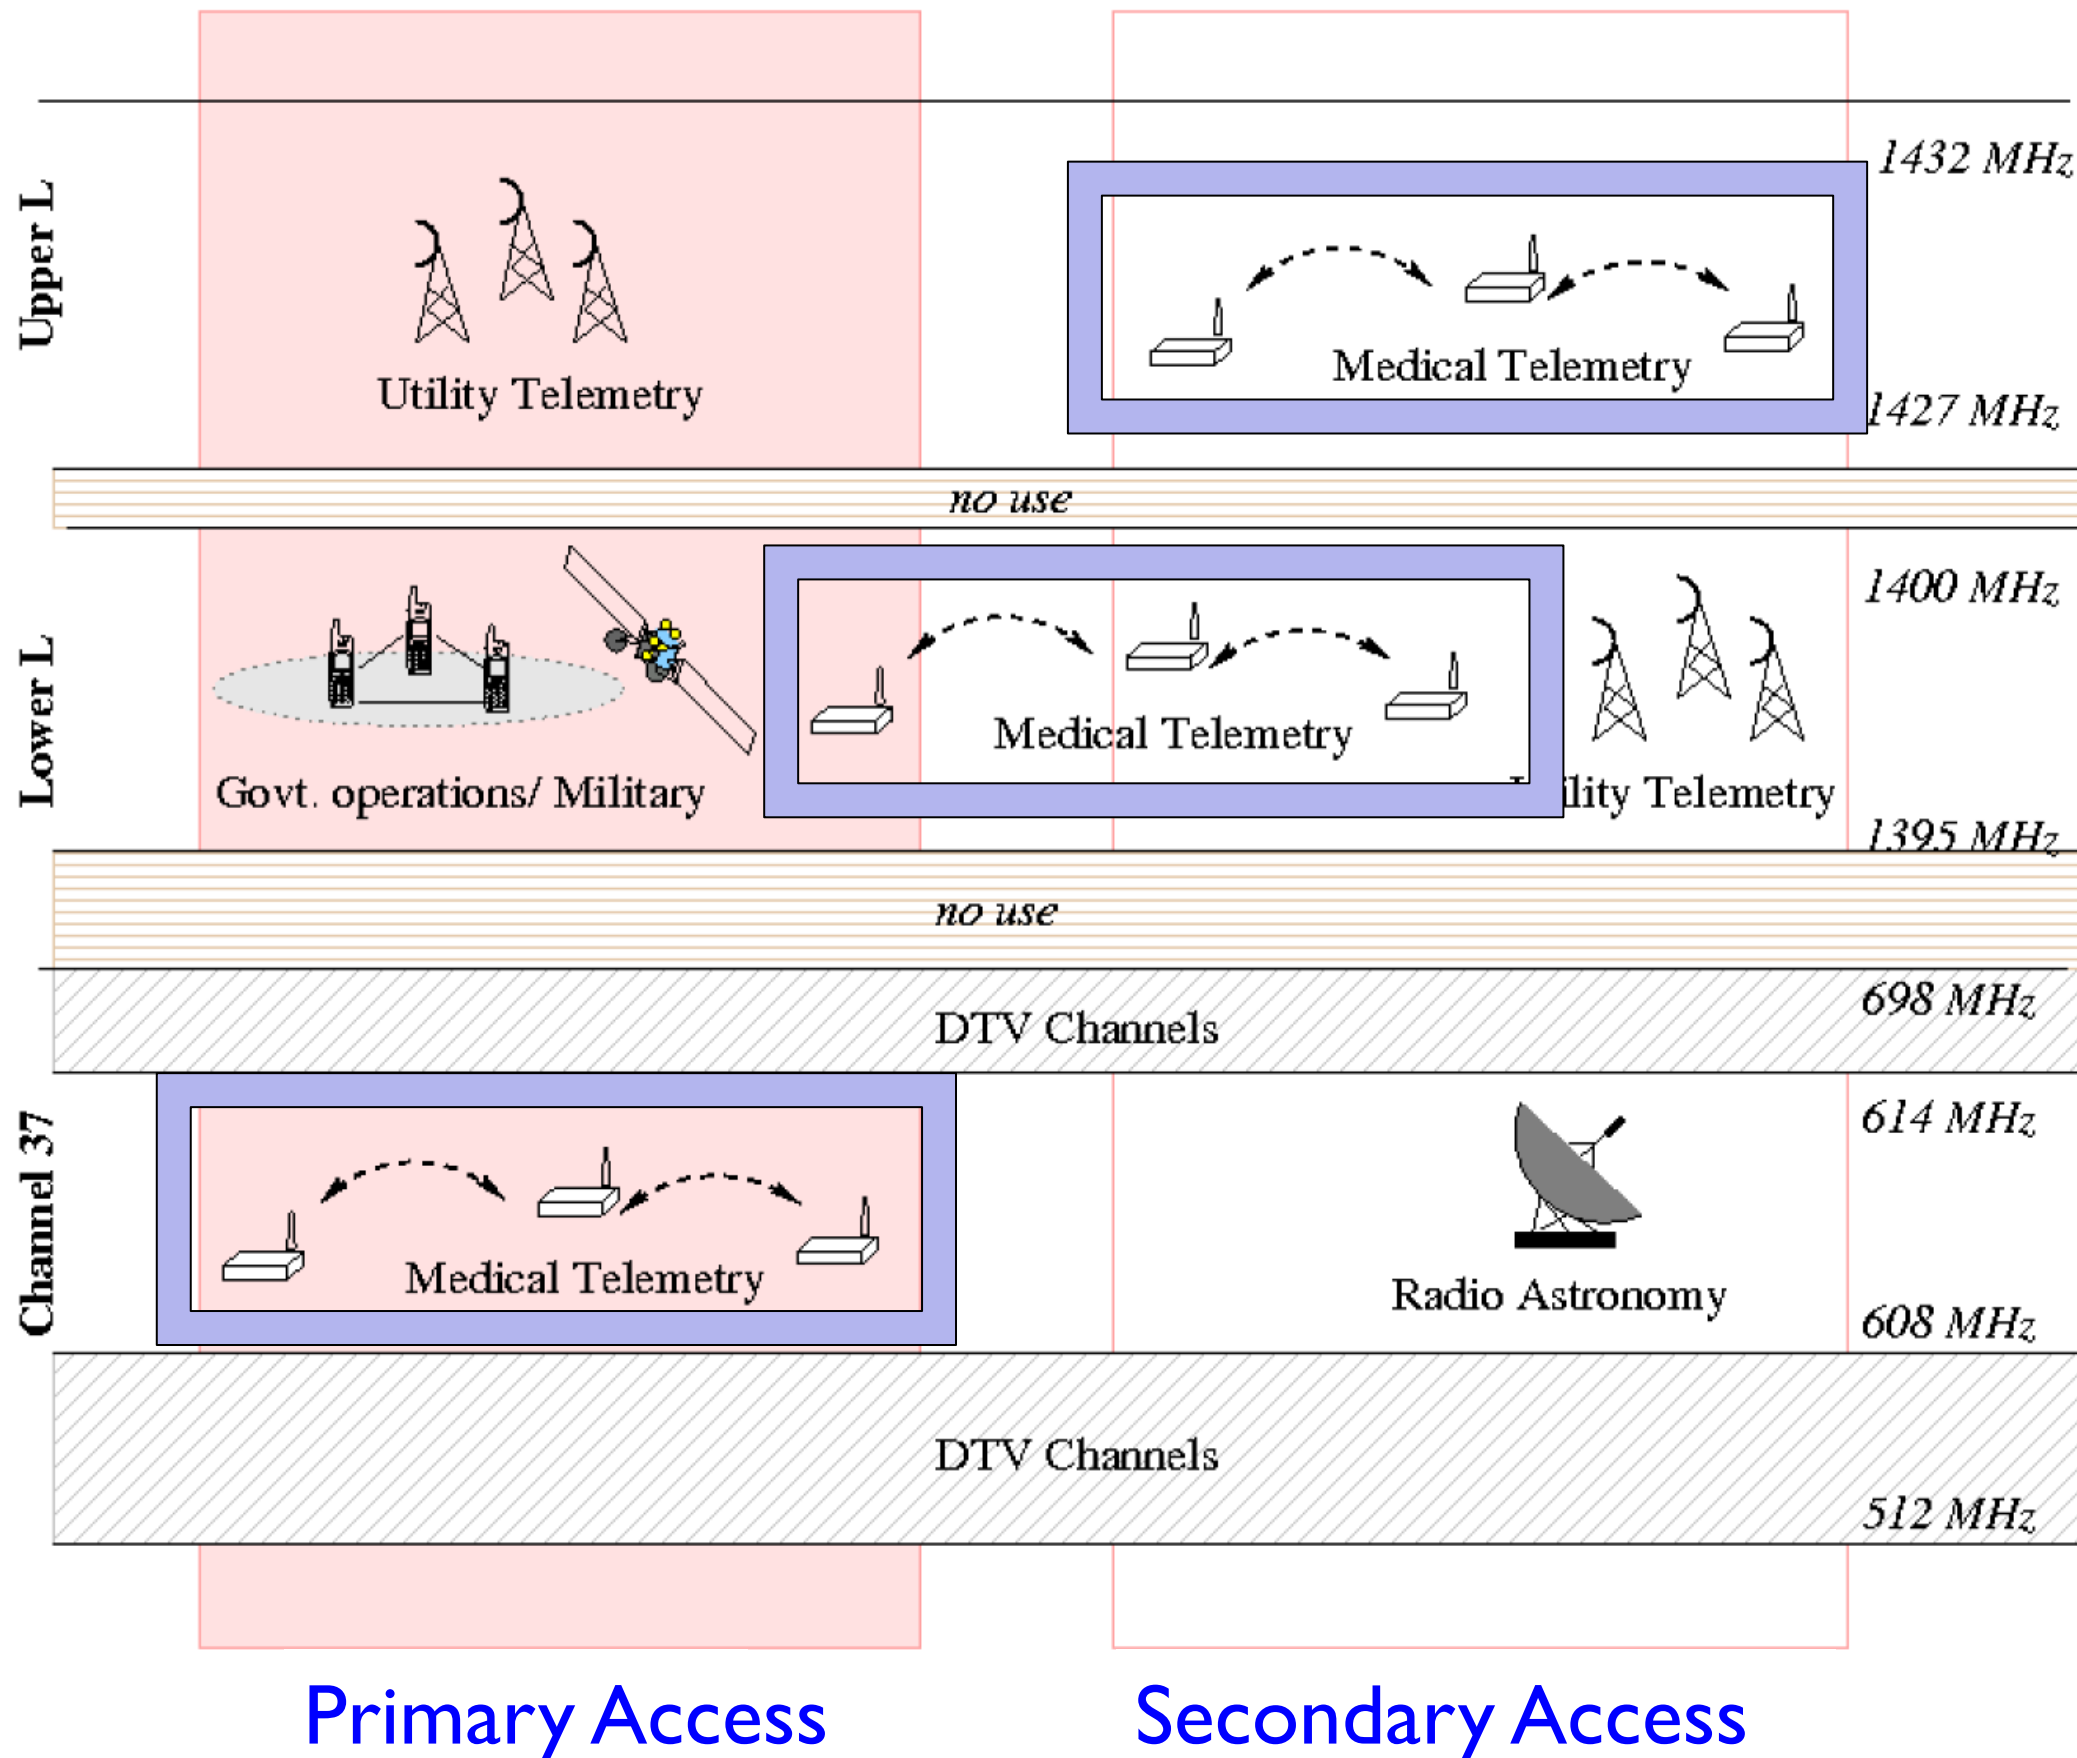 Upper L
1432 MHz
Utility Telemetry
Medical Telemetry
1427 MHz
no use
Lower L
1400 MHz
Govt. operations/ Military
Medical Telemetry
ility Telemetry
1395 MHz
no use
698 MHz
DTV Channels
Channel 37
614 MHz
Medical Telemetry
Radio Astronomy
608 MHz
DTV Channels
512 MHz
Primary Access
Secondary Access